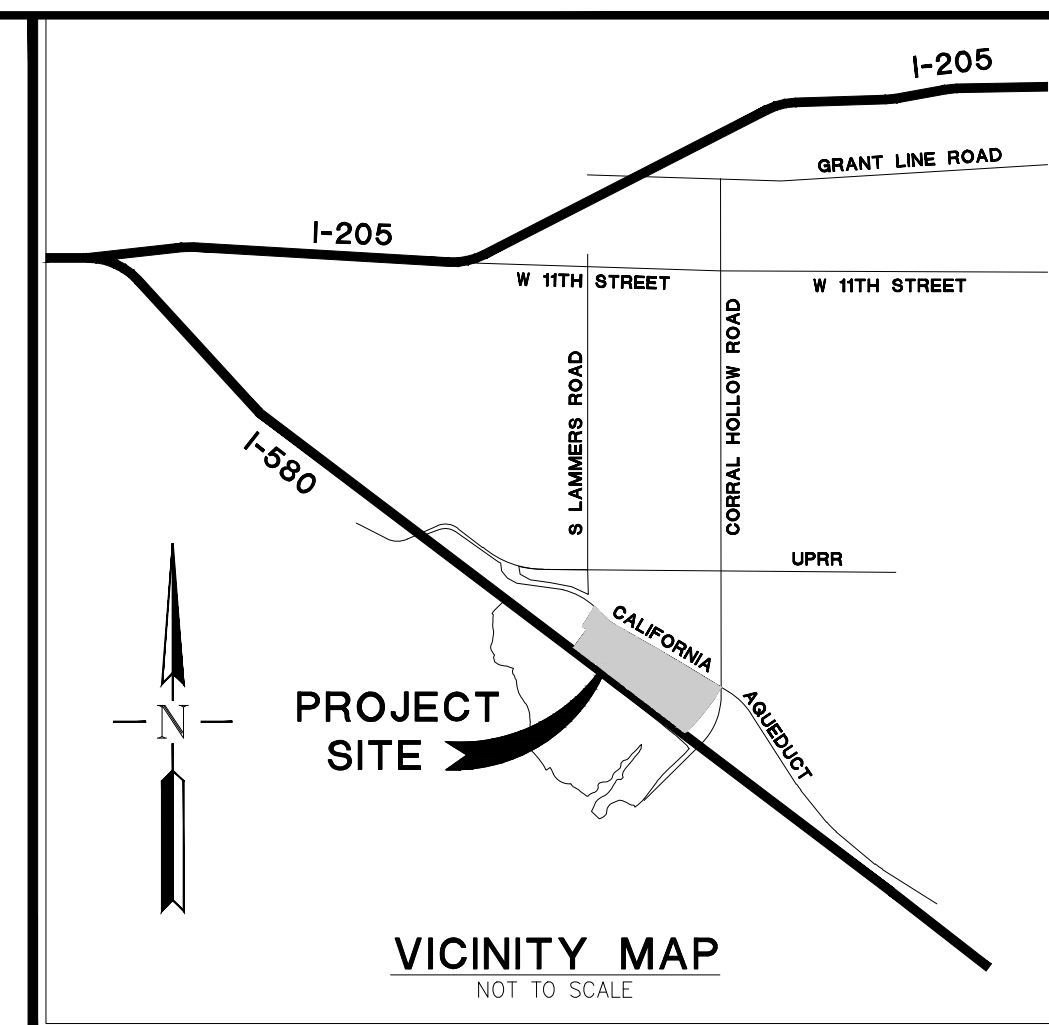 I-205
GRANT LINE ROAD
I-205
W 11TH STREET
W 11TH STREET
S LAMMERS ROAD
CORRAL HOLLOW ROAD
I-580
UPRR
CALIFORNIA
AQUEDUCT
PROJECT
SITE
N
VICINITY MAP
NOT TO SCALE